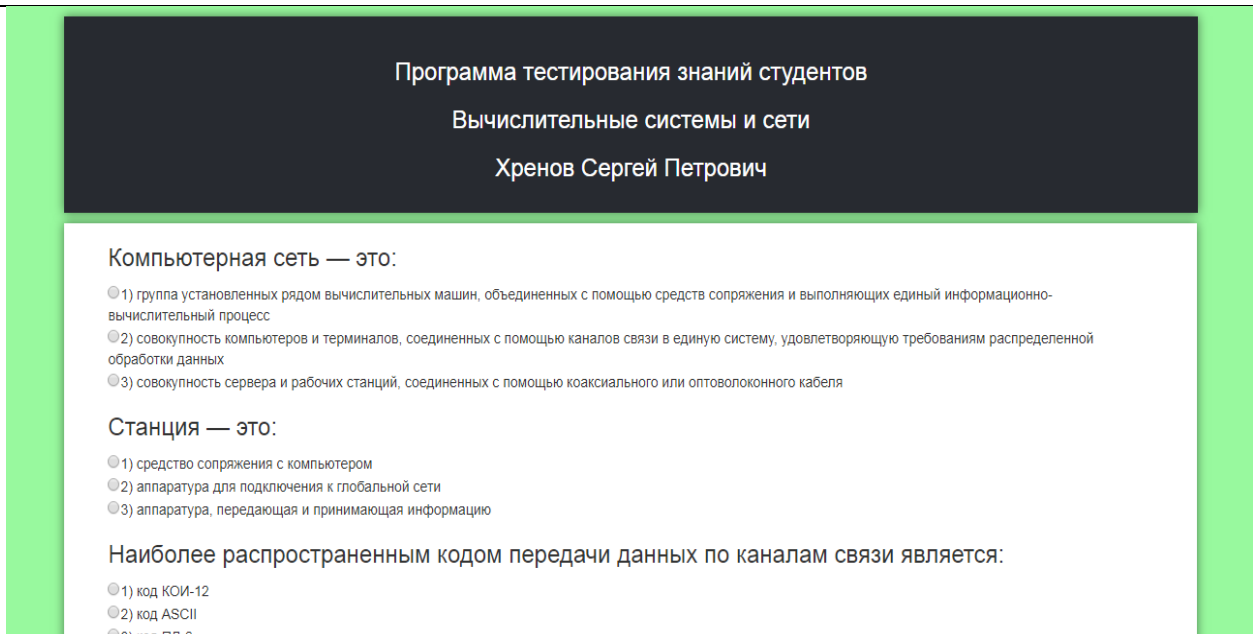 Программа тестирования знаний студентов
Вычислительные системы и сети
Хренов Сергей Петрович
Компьютерная сеть — это:
1) группа установленных рядом вычислительных машин, объединенных с помощью средств сопряжения и выполняющих единый информационно-
вычислительный процесс
2) совокупность компьютеров и терминалов, соединенных с помощью каналов связи в единую систему, удовлетворяющую требованиям распределенной
обработки данных
3) совокупность сервера и рабочих станций, соединенных с помощью коаксиального или оптоволоконного кабеля
Станция — это:
1) средство сопряжения с компьютером
2) аппаратура для подключения к глобальной сети
3) аппаратура, передающая и принимающая информацию
Наиболее распространенным кодом передачи данных по каналам связи является:
1) код КОИ-12
2) код ASCII